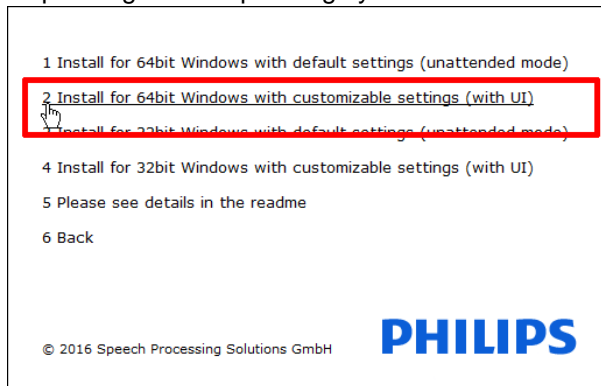 1 Install for 64bit Windows with default settings (unattended mode)
2 Install for 64bit Windows with customizable settings (with UI)
3 Install for 32bit Windows with default settings (unattended mode)
4 Install for 32bit Windows with customizable settings (with UI)
5 Please see details in the readme
6 Back
© 2016 Speech Processing Solutions GmbH
PHILIPS